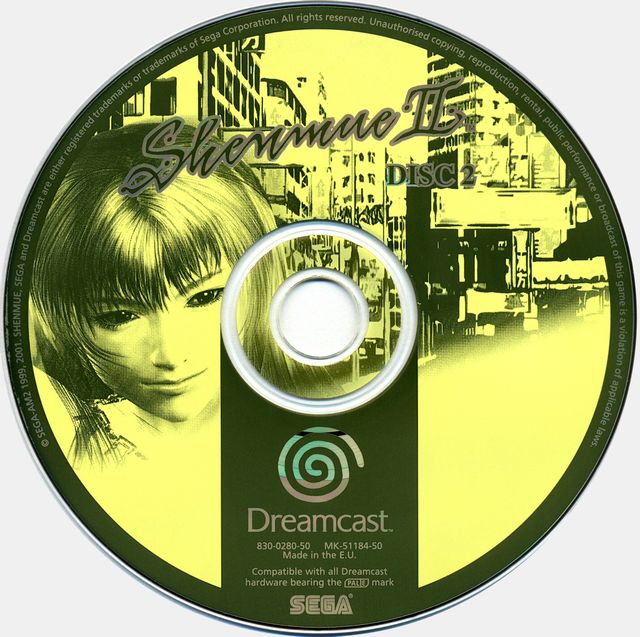 © SEGA-AM2 1999, 2001. SHENMUE, SEGA and Dreamcast are either registered trademarks or trademarks of Sega Corporation. All rights reserved. Unauthorised copying, reproduction, rental, public performance or broadcast of this game is a violation of applicable laws.
Shenmue II
DISC 2
Dreamcast™
830-0280-50 MK-51184-50
Made in the E.U.
Compatible with all Dreamcast
hardware bearing the PAL/E mark
SEGA®